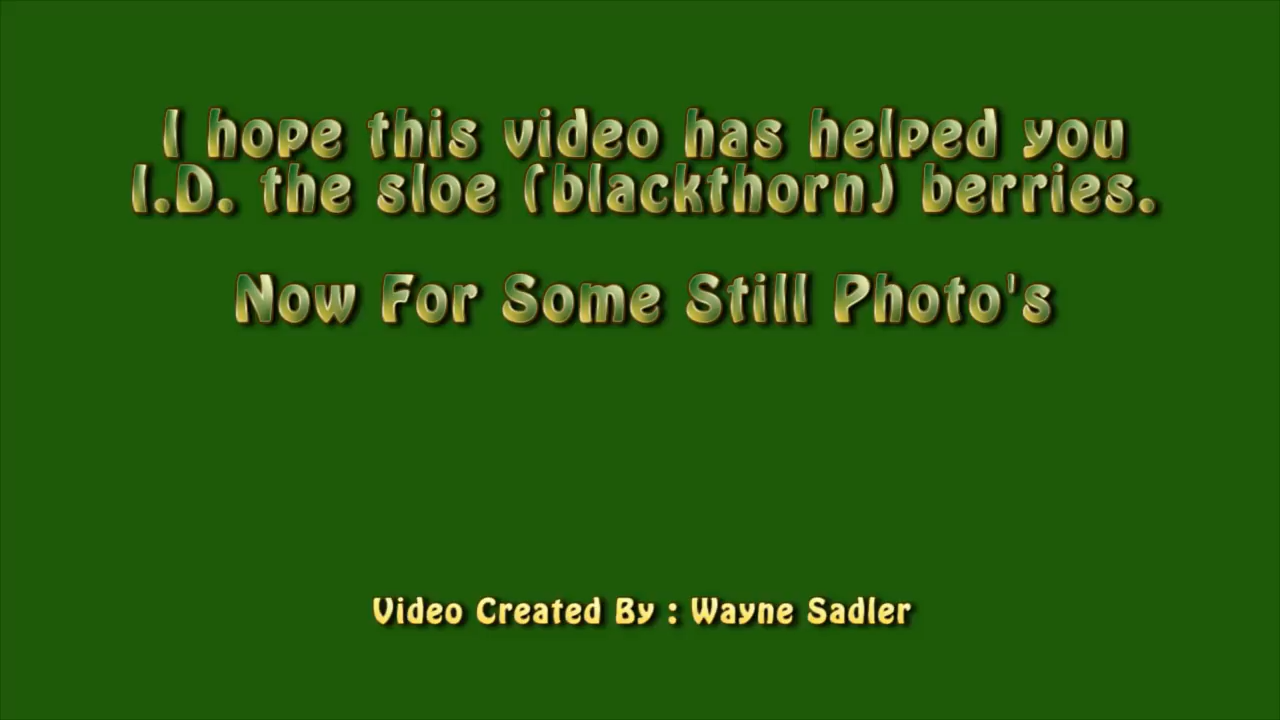 I hope this video has helped you
I.D. the sloe (blackthorn) berries.
Now For Some Still Photo's
Video Created By : Wayne Sadler